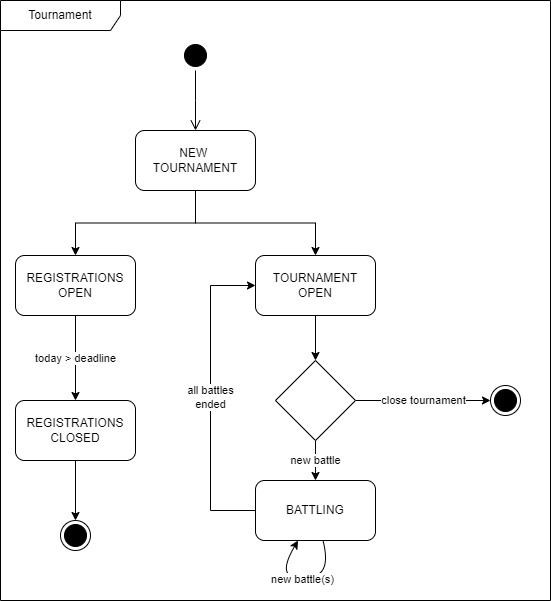 Tournament
NEW
TOURNAMENT
REGISTRATIONS
OPEN
TOURNAMENT
OPEN
today > deadline
all battles
ended
close tournament
REGISTRATIONS
CLOSED
new battle
BATTLING
new battle(s)